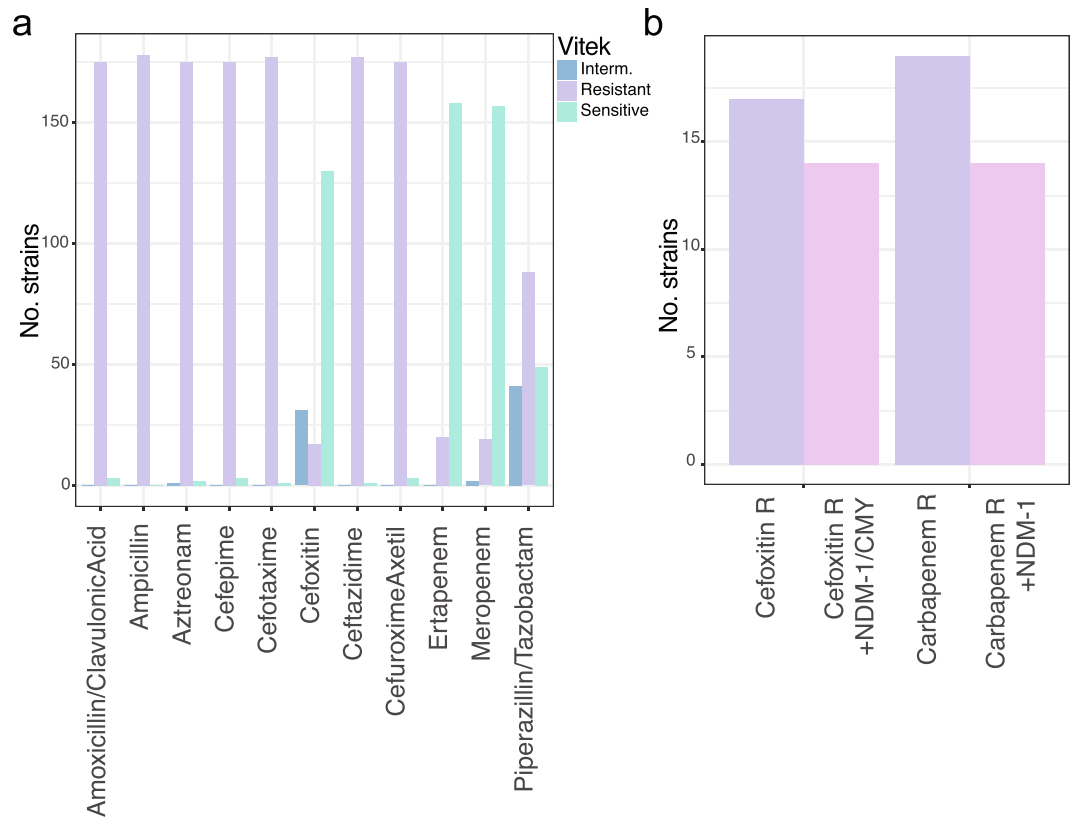 a
No. strains
150
100
50
0
Amoxicillin/ClavulonicAcid
Ampicillin
Aztreonam
Cefepime
Cefotaxime
Cefoxitin
Ceftazidime
CefuroximeAxetil
Ertapenem
Meropenem
Piperazillin/Tazobactam
Vitek
Interm.
Resistant
Sensitive
b
No. strains
15
10
5
0
Cefoxitin R
Cefoxitin R
+NDM-1/CMY
Carbapenem R
Carbapenem R
+NDM-1